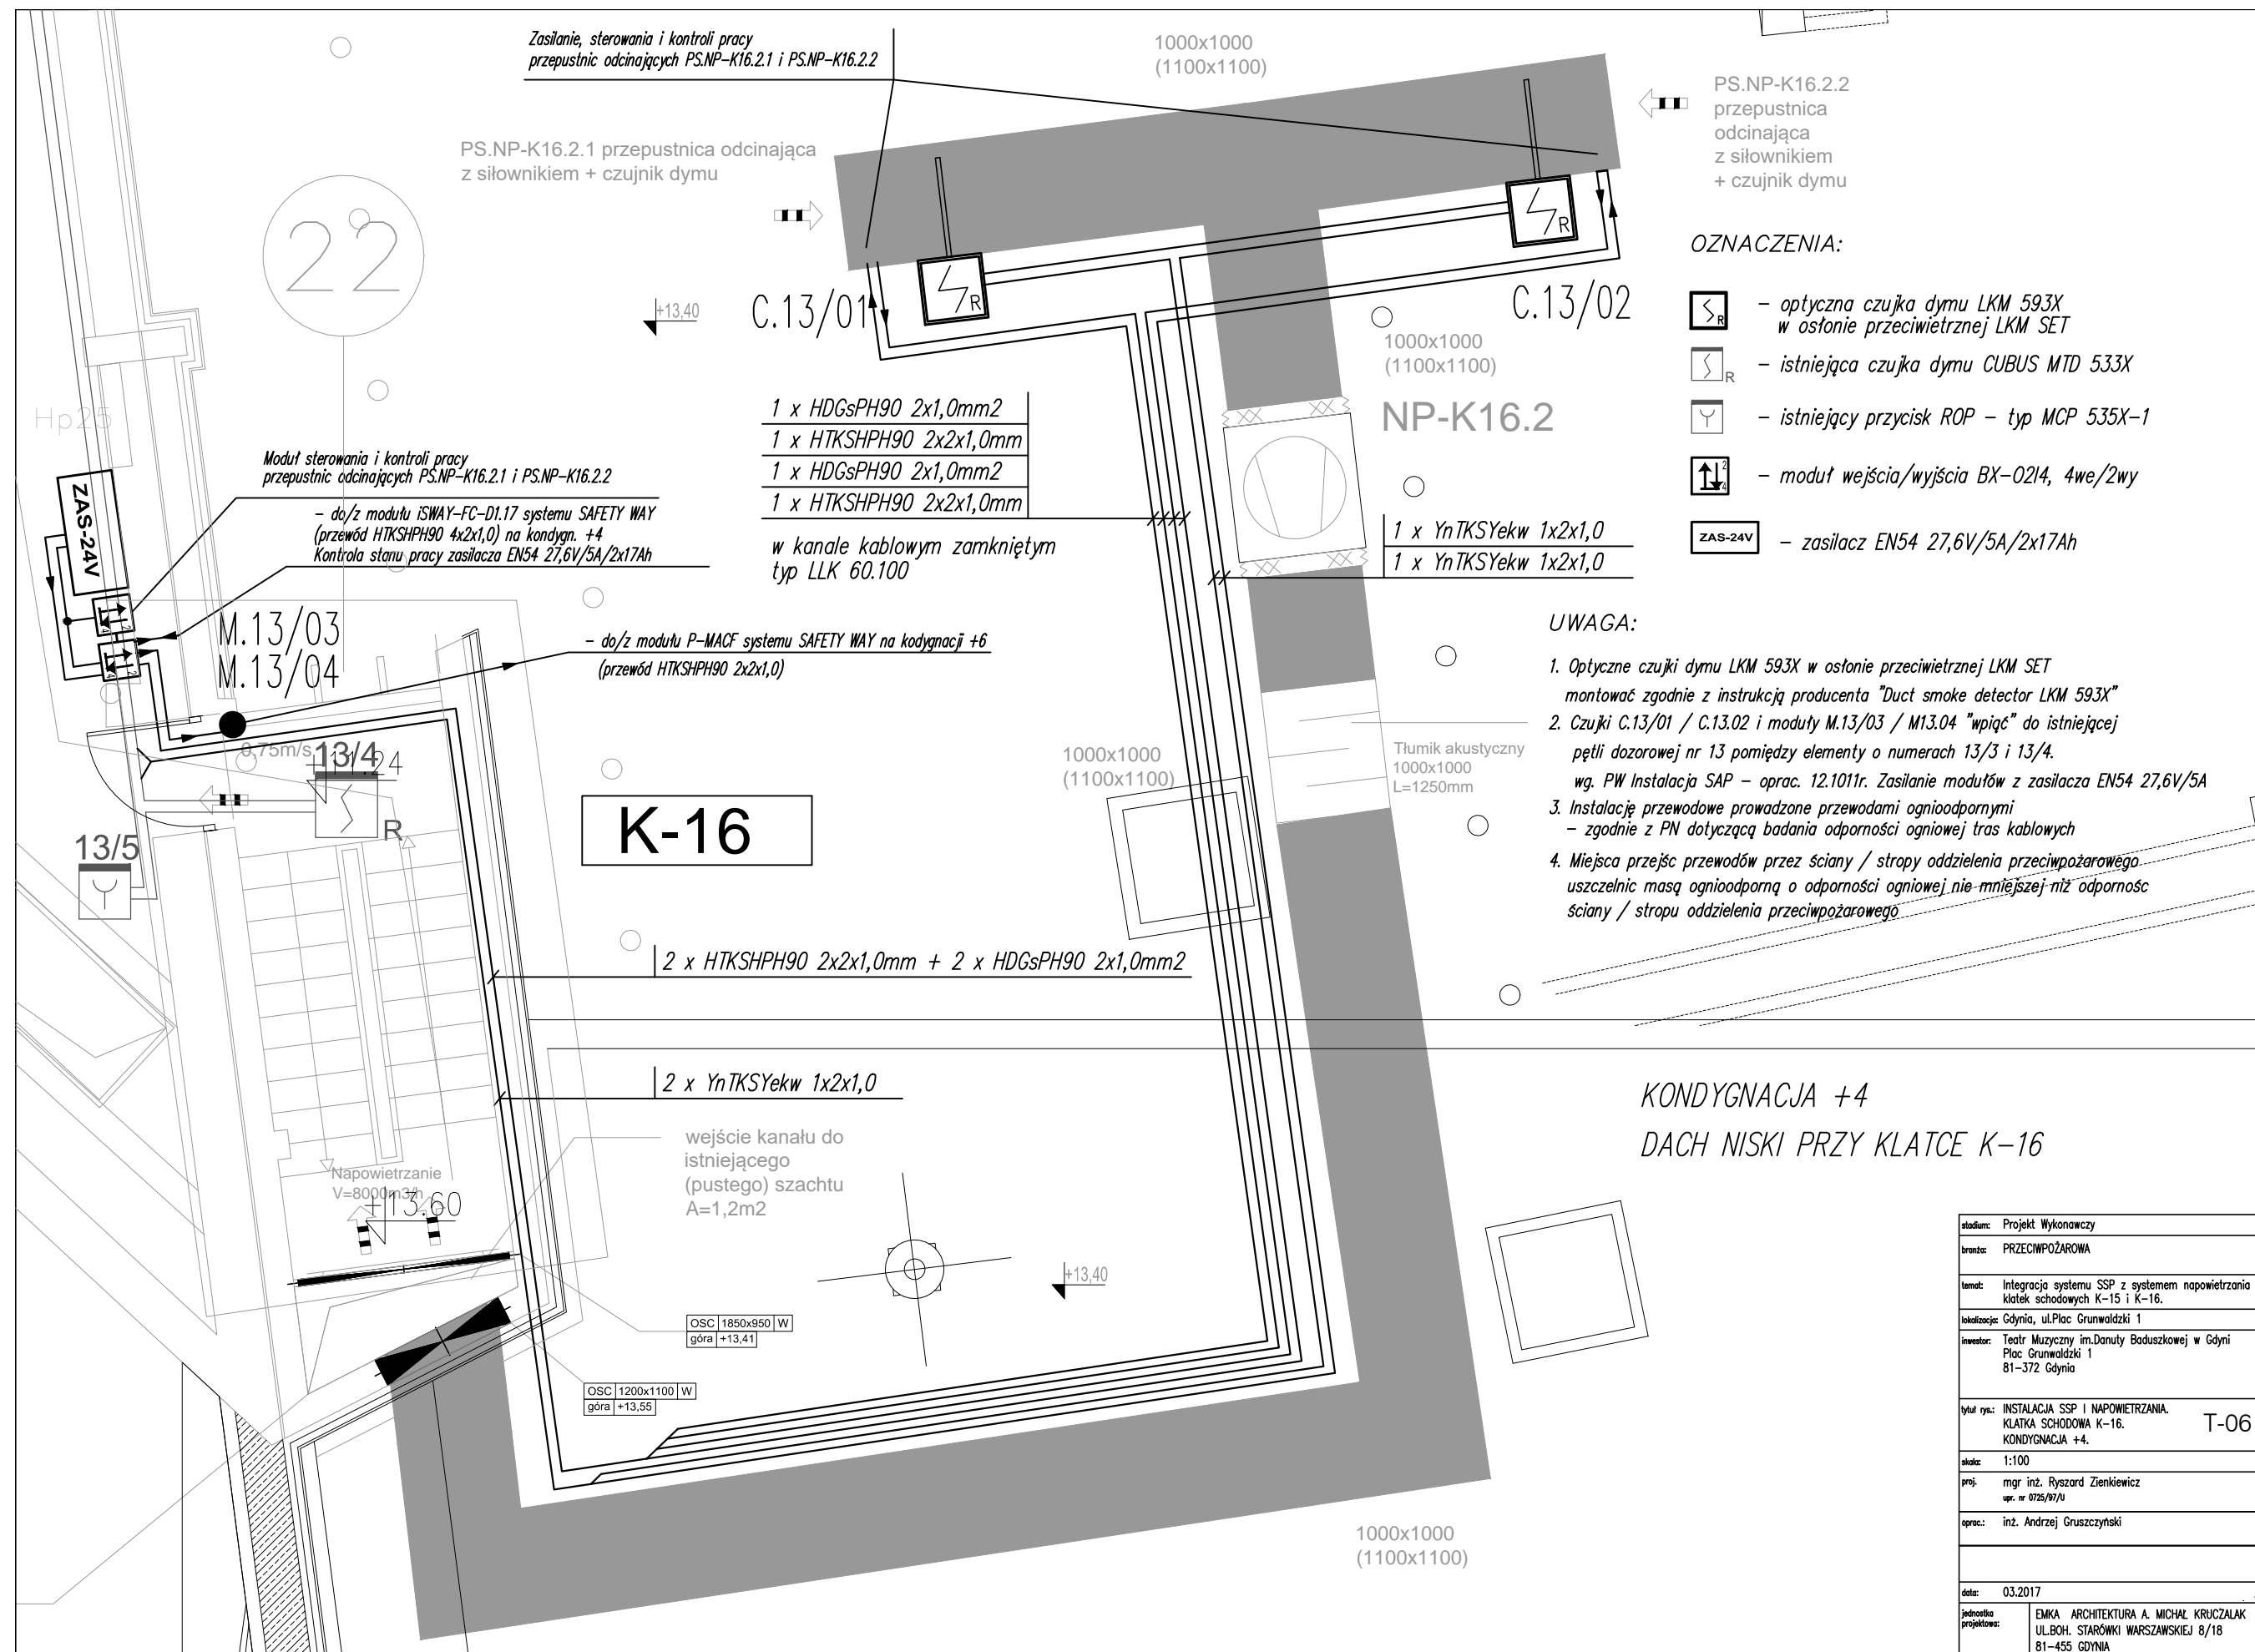 Zasilanie, sterowania i kontroli pracy
przepustnic odcinających PS.NP-K16.2.1 i PS.NP-K16.2.2
1000x1000
(1100x1100)
PS.NP-K16.2.2
przepustnica
odcinająca
z siłownikiem
+ czujnik dymu
PS.NP-K16.2.1 przepustnica odcinająca
z siłownikiem + czujnik dymu
22
R
R
+13,40
C.13/01
C.13/02
1000x1000
(1100x1100)
NP-K16.2
OZNACZENIA:
R
- optyczna czujka dymu LKM 593X
w osłonie przeciwietrznej LKM SET
R
- istniejąca czujka dymu CUBUS MTD 533X
- istniejący przycisk ROP - typ MCP 535X-1
2
4
- moduł wejścia/wyjścia BX-O2I4, 4we/2wy
ZAS-24V
- zasilacz EN54 27,6V/5A/2x17Ah
Hp25
1 x HDGsPH90 2x1,0mm2
1 x HTKSHPH90 2x2x1,0mm
1 x HDGsPH90 2x1,0mm2
1 x HTKSHPH90 2x2x1,0mm
w kanale kablowym zamkniętym
typ LLK 60.100
1 x YnTKSYekw 1x2x1,0
1 x YnTKSYekw 1x2x1,0
Moduł sterowania i kontroli pracy
przepustnic odcinających PS.NP-K16.2.1 i PS.NP-K16.2.2
- do/z modułu iSWAY-FC-D1.17 systemu SAFETY WAY
(przewód HTKSHPH90 4x2x1,0) na kondygn. +4
Kontrola stanu pracy zasilacza EN54 27,6V/5A/2x17Ah
ZAS-24V
2
4
4
2
M.13/03
M.13/04
- do/z modułu P-MACF systemu SAFETY WAY na kodygnacji +6
(przewód HTKSHPH90 2x2x1,0)
UWAGA:
1. Optyczne czujki dymu LKM 593X w osłonie przeciwietrznej LKM SET
montować zgodnie z instrukcją producenta "Duct smoke detector LKM 593X"
2. Czujki C.13/01 / C.13.02 i moduły M.13/03 / M13.04 "wpiąć" do istniejącej
pętli dozorowej nr 13 pomiędzy elementy o numerach 13/3 i 13/4.
wg. PW Instalacja SAP - oprac. 12.1011r. Zasilanie modułów z zasilacza EN54 27,6V/5A
3. Instalację przewodowe prowadzone przewodami ognioodpornymi
- zgodnie z PN dotyczącą badania odporności ogniowej tras kablowych
4. Miejsca przejśc przewodów przez ściany / stropy oddzielenia przeciwpożarowego
uszczelnic masą ognioodporną o odporności ogniowej nie mniejszej niż odpornośc
ściany / stropu oddzielenia przeciwpożarowego
0,75m/s
13/4
R
13/5
K-16
1000x1000
(1100x1100)
Tłumik akustyczny
1000x1000
L=1250mm
2 x HTKSHPH90 2x2x1,0mm + 2 x HDGsPH90 2x1,0mm2
2 x YnTKSYekw 1x2x1,0
wejście kanału do
istniejącego
(pustego) szachtu
A=1,2m2
Napowietrzanie
V=8000m3/h
+13.60
+13,40
OSC 1850x950 W
góra +13,41
OSC 1200x1100 W
góra +13,55
1000x1000
(1100x1100)
KONDYGNACJA +4
DACH NISKI PRZY KLATCE K-16
stadium: Projekt Wykonawczy
branża: PRZECIWPOŻAROWA
temat: Integracja systemu SSP z systemem napowietrzania
klatek schodowych K-15 i K-16.
lokalizacja: Gdynia, ul.Plac Grunwaldzki 1
inwestor: Teatr Muzyczny im.Danuty Baduszkowej w Gdyni
Plac Grunwaldzki 1
81-372 Gdynia
tytuł rys.: INSTALACJA SSP I NAPOWIETRZANIA.
KLATKA SCHODOWA K-16.
KONDYGNACJA +4.
T-06
skala: 1:100
proj. mgr inż. Ryszard Zienkiewicz
upr. nr 0725/97/U
oprac.: inż. Andrzej Gruszczyński
data: 03.2017
jednostka projektowa: EMKA ARCHITEKTURA A. MICHAŁ KRUCZALAK
UL.BOH. STARÓWKI WARSZAWSKIEJ 8/18
81-455 GDYNIA